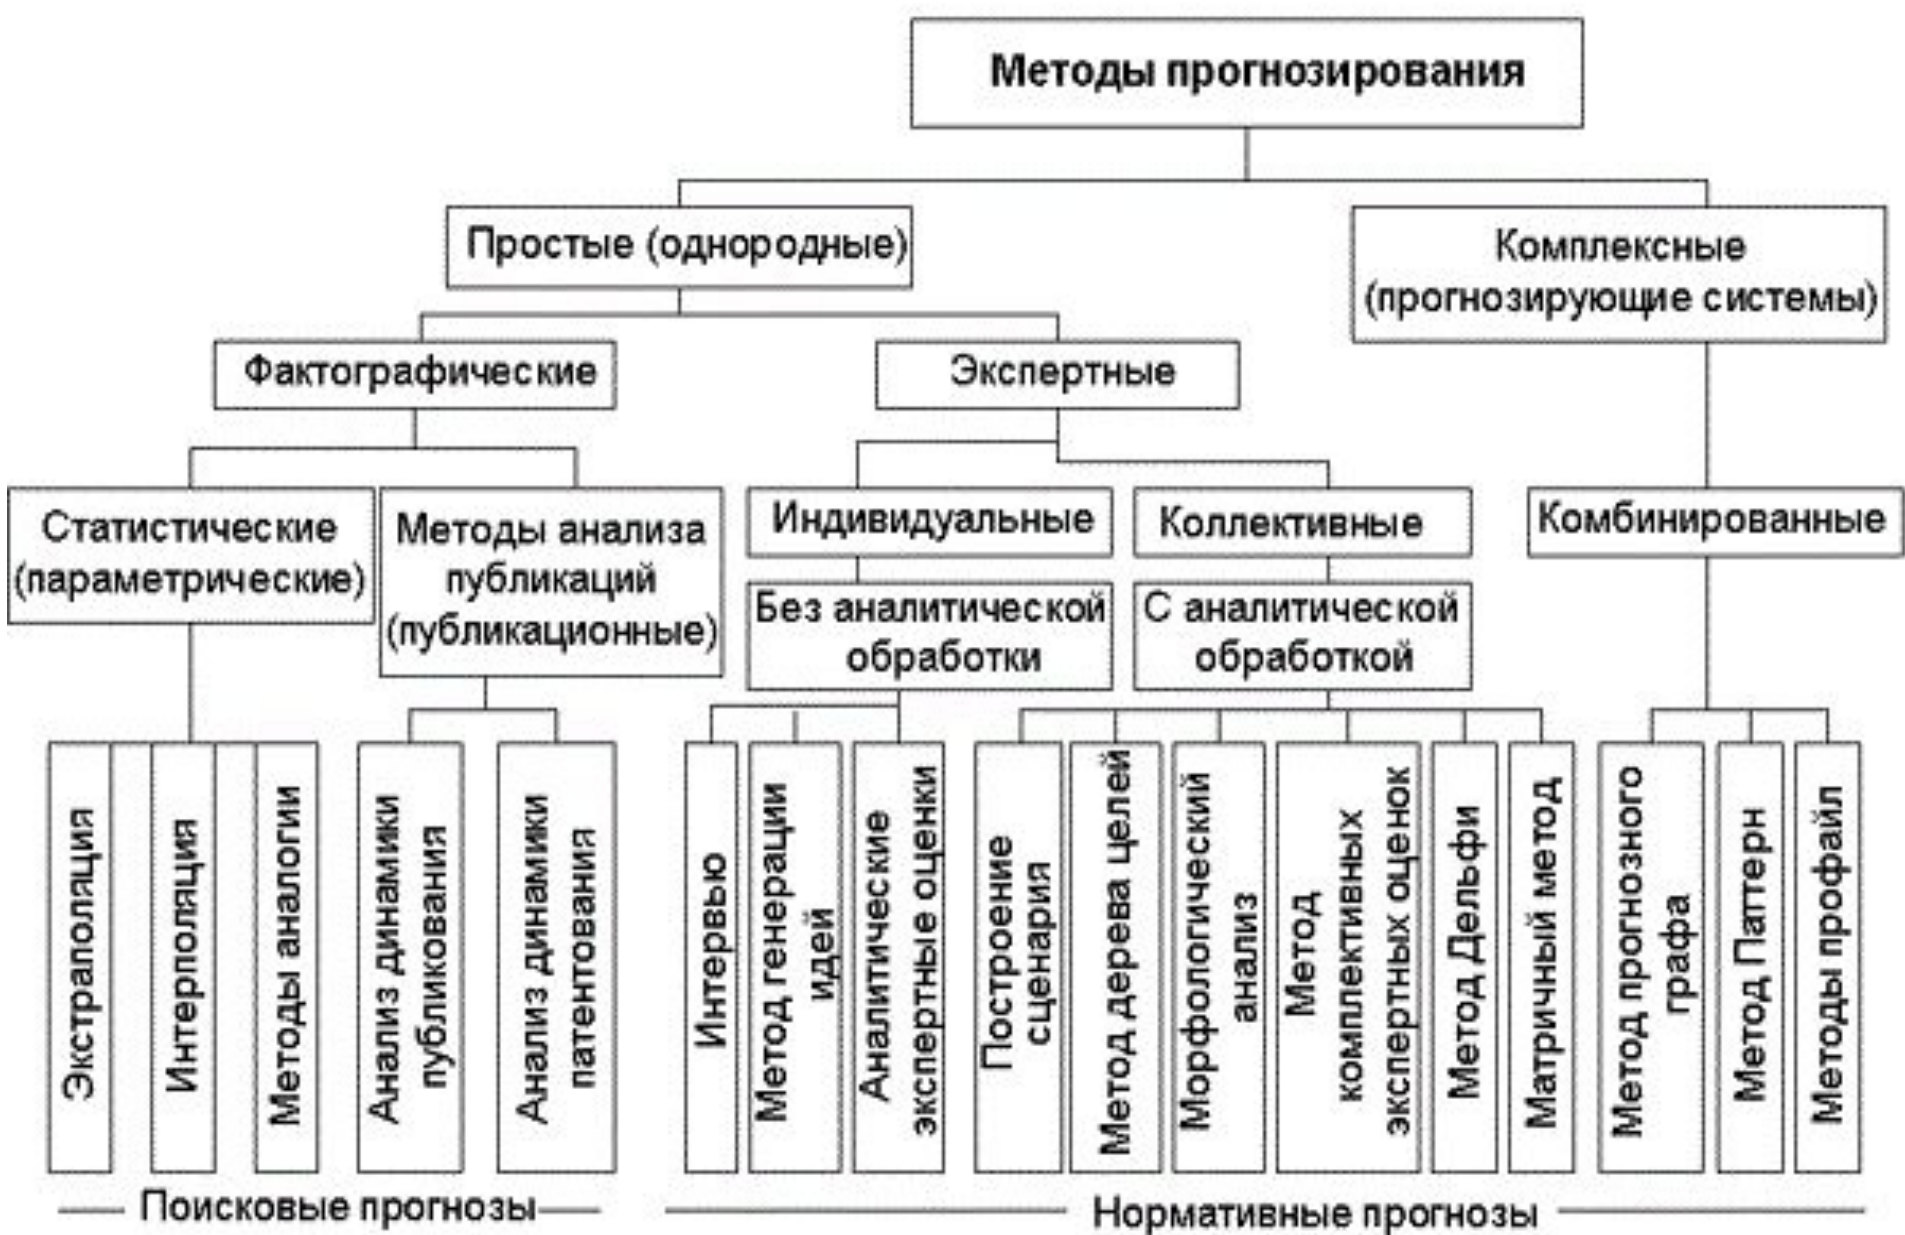 Методы прогнозирования
Простые (однородные)
Комплексные
(прогнозирующие системы)
Фактографические
Экспертные
Статистические
(параметрические)
Методы анализа
публикаций
(публикационные)
Индивидуальные
Коллективные
Комбинированные
Без аналитической
обработки
С аналитической
обработкой
Экстраполяция
Интерполяция
Методы аналогии
Анализ динамики
публикования
Анализ динамики
патентования
Интервью
Метод генерации
идей
Аналитические
экспертные оценки
Построение
сценария
Метод дерева целей
Морфологический
анализ
Метод
комплективных
экспертных оценок
Метод Дельфи
Матричный метод
Метод прогнозного
графа
Метод Паттерн
Методы профайл
Поисковые прогнозы
Нормативные прогнозы